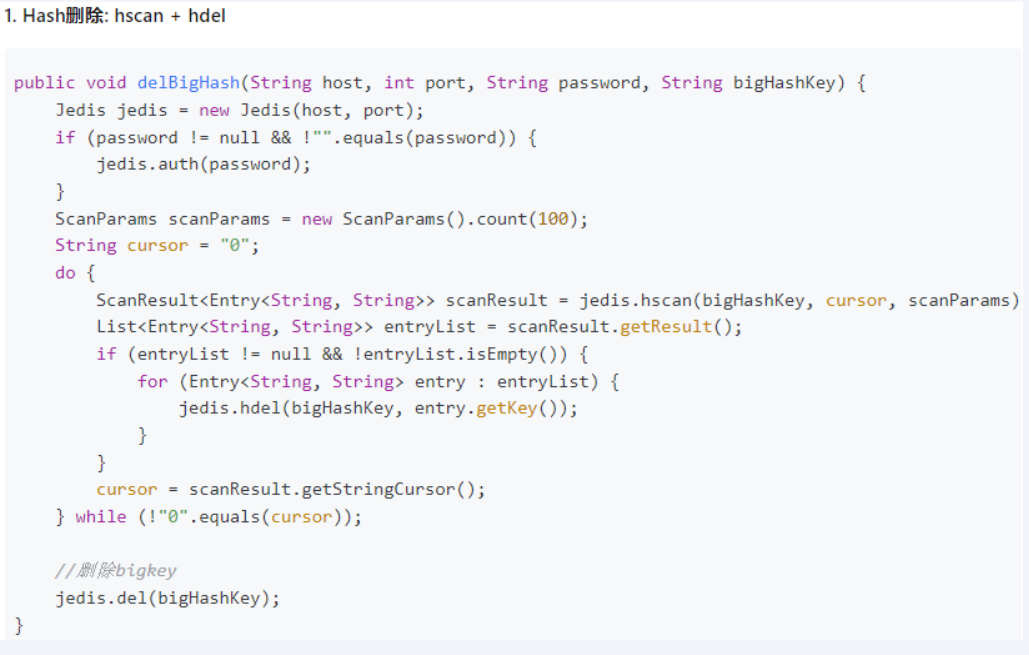 1. Hash删除: hscan + hdel
public void delBigHash(String host, int port, String password, String bigHashKey) {
    Jedis jedis = new Jedis(host, port);
    if (password != null && !"".equals(password)) {
        jedis.auth(password);
    }
    ScanParams scanParams = new ScanParams().count(100);
    String cursor = "0";
    do {
        ScanResult<Entry<String, String>> scanResult = jedis.hscan(bigHashKey, cursor, scanParams)
        List<Entry<String, String>> entryList = scanResult.getResult();
        if (entryList != null && !entryList.isEmpty()) {
            for (Entry<String, String> entry : entryList) {
                jedis.hdel(bigHashKey, entry.getKey());
            }
        }
        cursor = scanResult.getStringCursor();
    } while (!"0".equals(cursor));
    //删除bigkey
    jedis.del(bigHashKey);
}